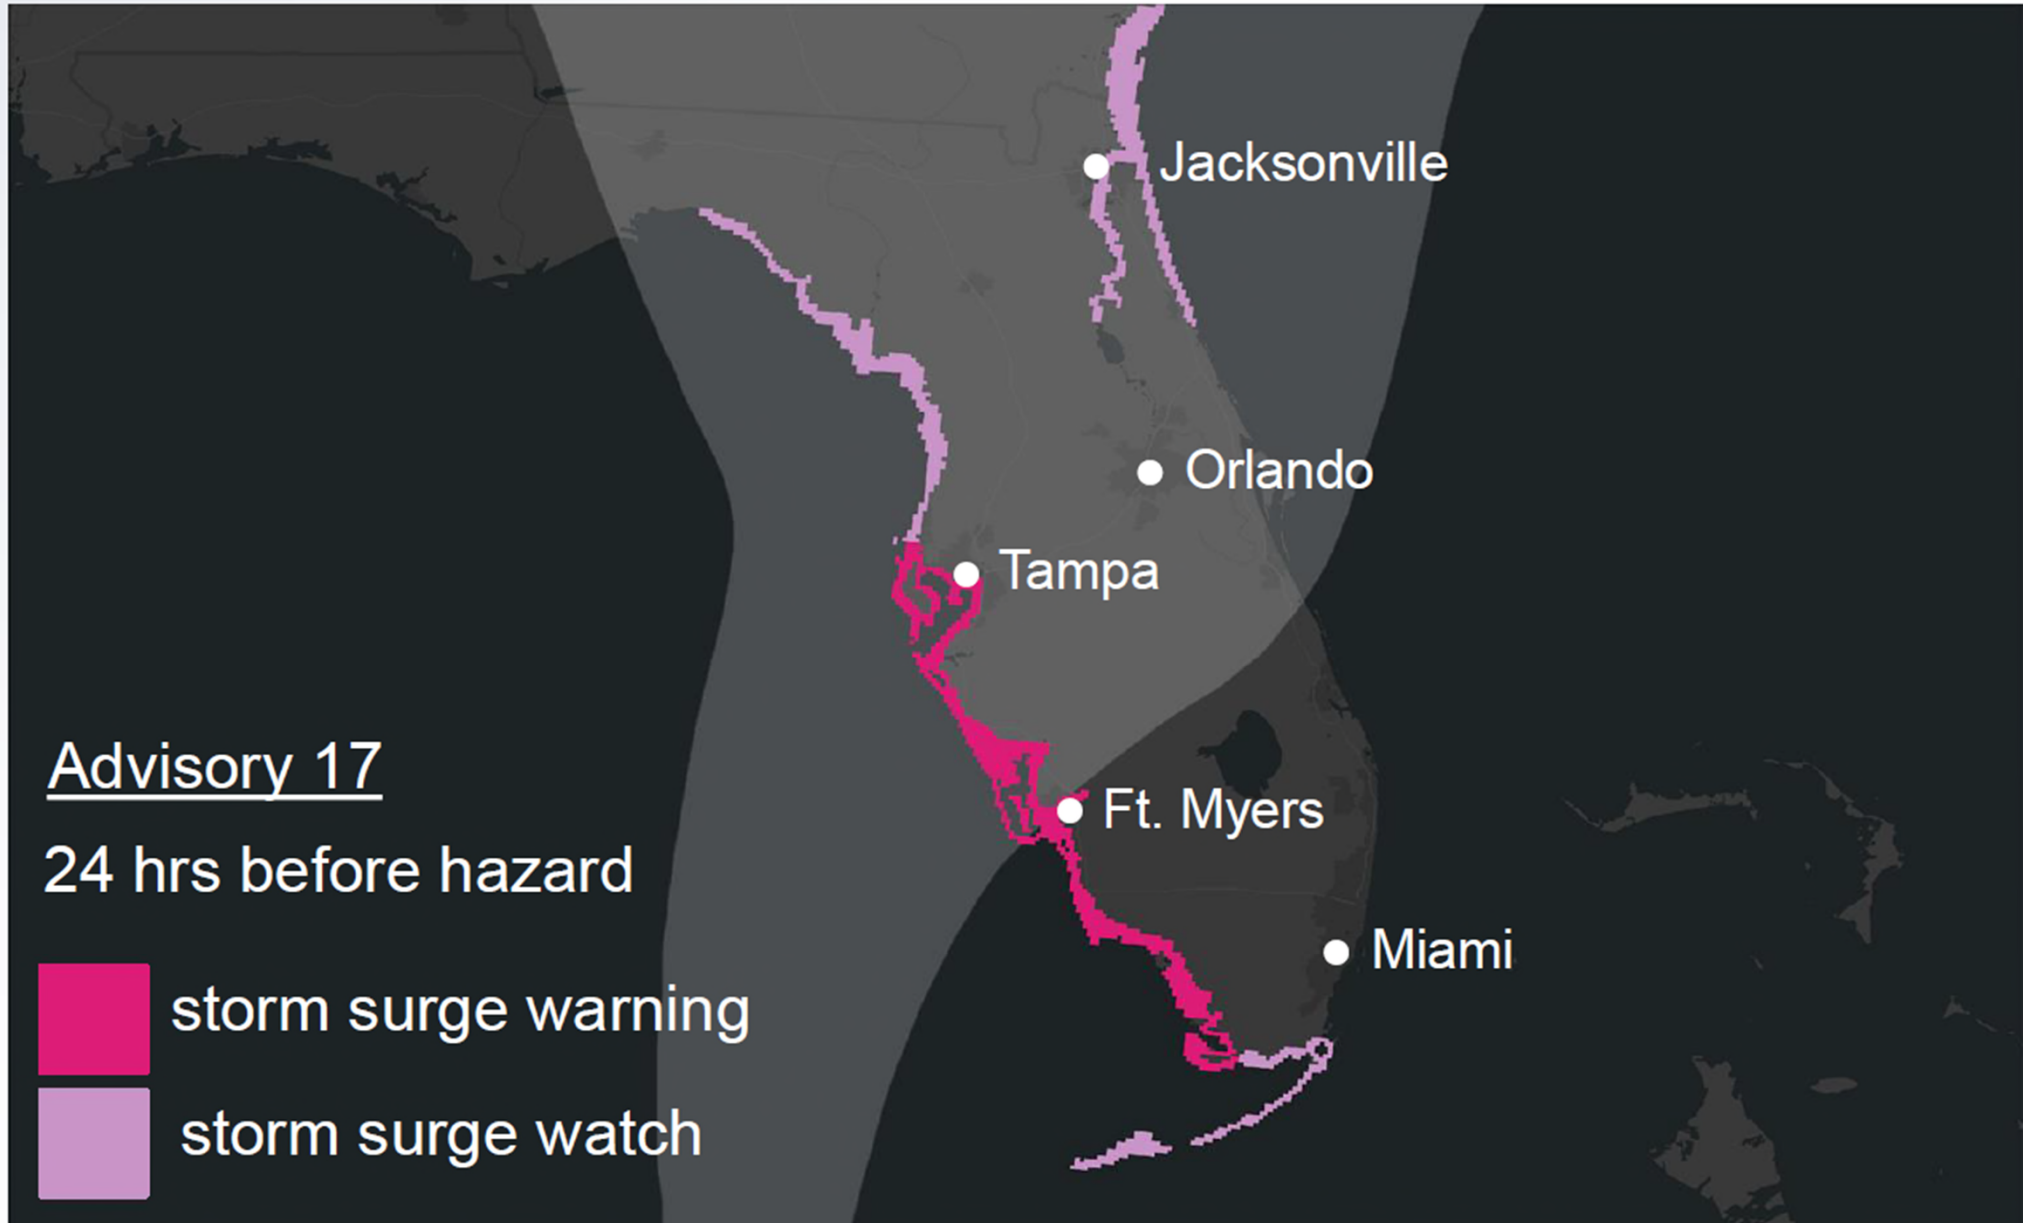 Jacksonville
Orlando
Tampa
Advisory 17
Ft. Myers
24 hrs before hazard
Miami
storm surge warning
storm surge watch